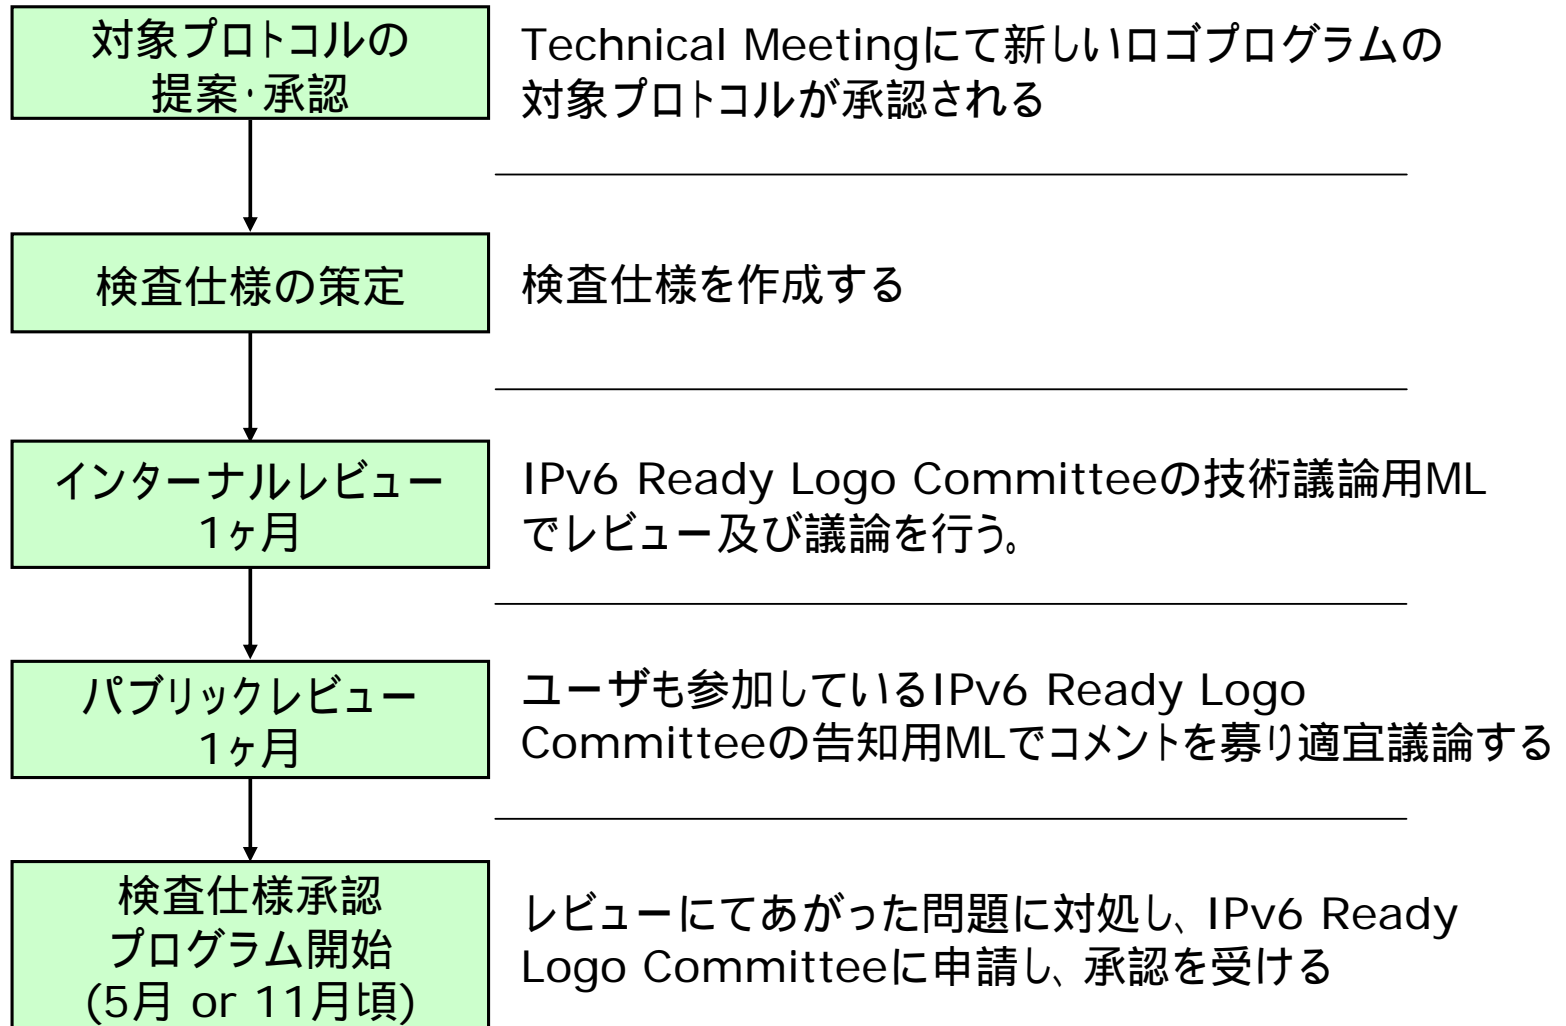 対象プロトコルの
提案・承認
Technical Meetingにて新しいロゴプログラムの
対象プロトコルが承認される
検査仕様の策定
検査仕様を作成する
インターナルレビュー
1ヶ月
IPv6 Ready Logo Committeeの技術議論用ML
でレビュー及び議論を行う。
パブリックレビュー
1ヶ月
ユーザも参加しているIPv6 Ready Logo
Committeeの告知用MLでコメントを募り適宜議論する
検査仕様承認
プログラム開始
(5月 or 11月頃)
レビューにてあがった問題に対処し、IPv6 Ready
Logo Committeeに申請し、承認を受ける